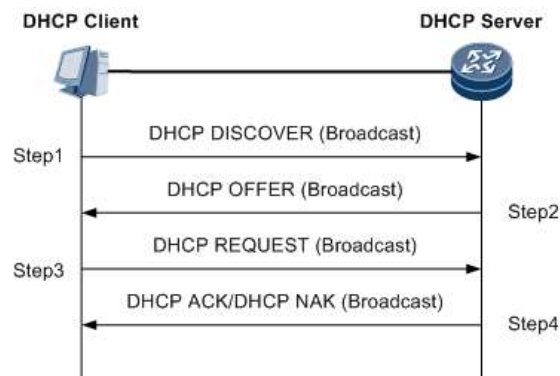 DHCP Client
DHCP Server
DHCP DISCOVER (Broadcast)
Step1
DHCP OFFER (Broadcast)
Step2
DHCP REQUEST (Broadcast)
Step3
DHCP ACK/DHCP NAK (Broadcast)
Step4